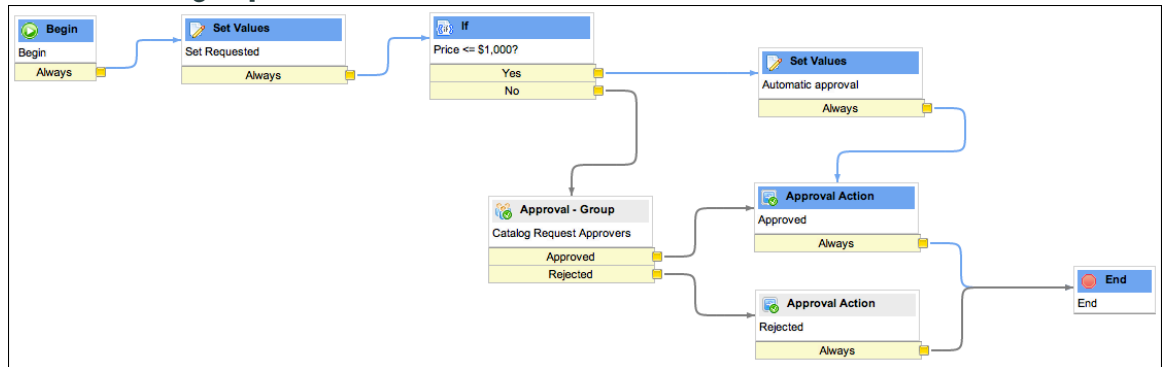 Begin
Begin
Always
Set Values
Set Requested
Always
If
Price <= $1,000?
Yes
No
Set Values
Automatic approval
Always
Approval - Group
Catalog Request Approvers
Approved
Rejected
Approval Action
Approved
Always
Approval Action
Rejected
Always
End
End